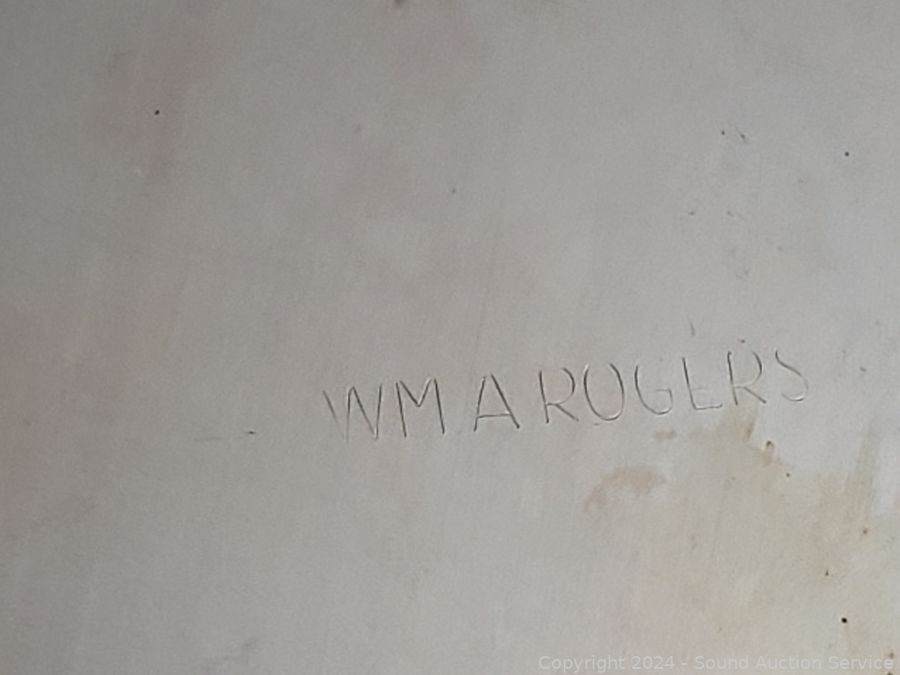 WM A ROGERS
Copyright 2024 - Sound Auction Service